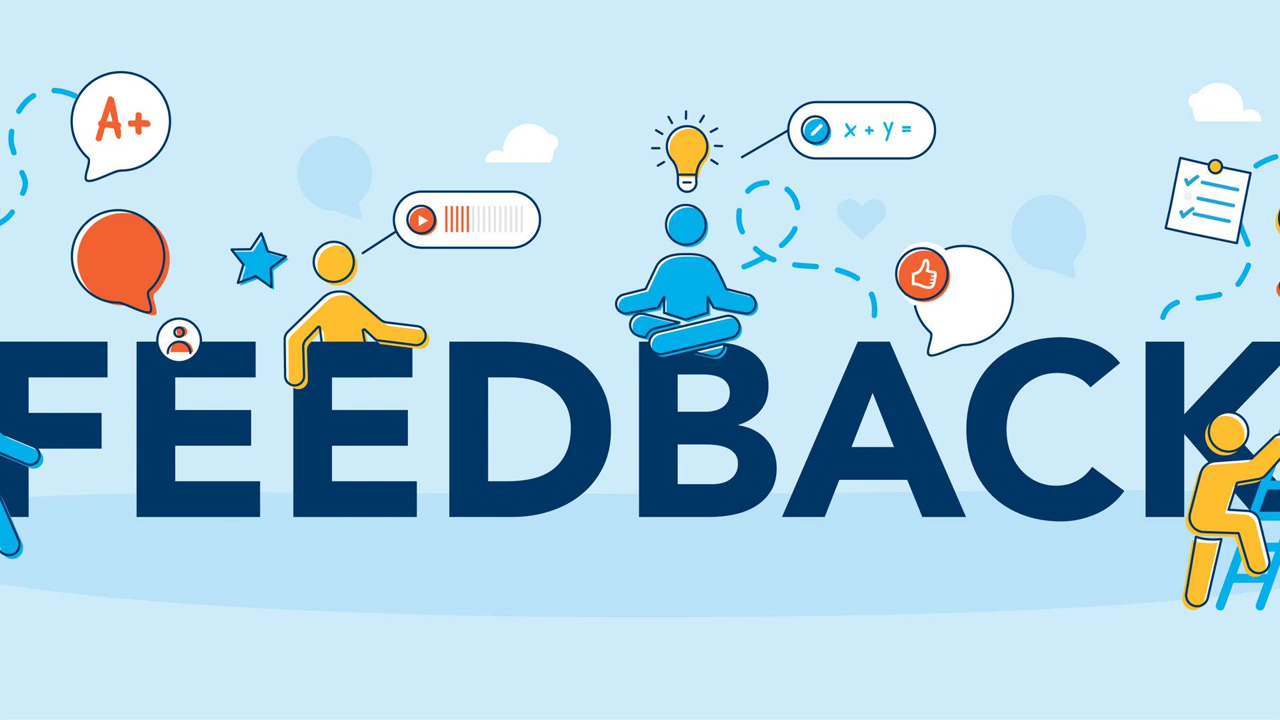 A+
x + y =
FEEDBACK